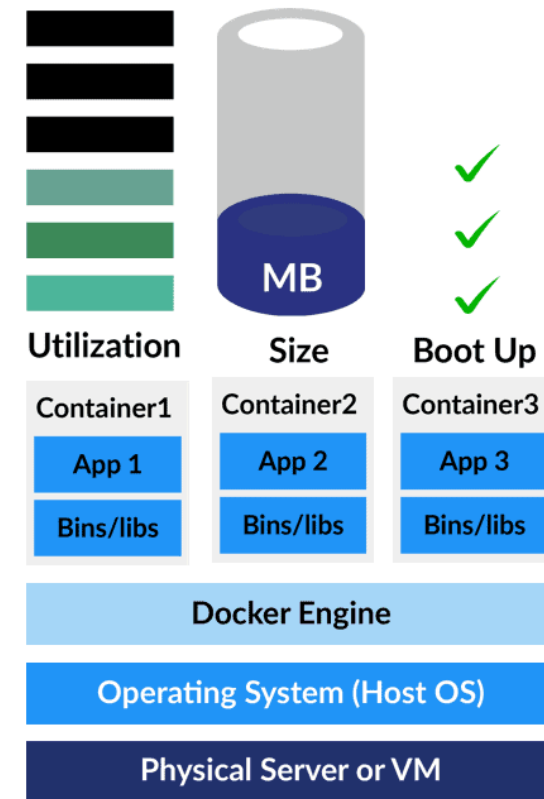 MB
Utilization
Size
Boot Up
Container1
Container2
Container3
App 1
App 2
App 3
Bins/libs
Bins/libs
Bins/libs
Docker Engine
Operating System (Host OS)
Physical Server or VM